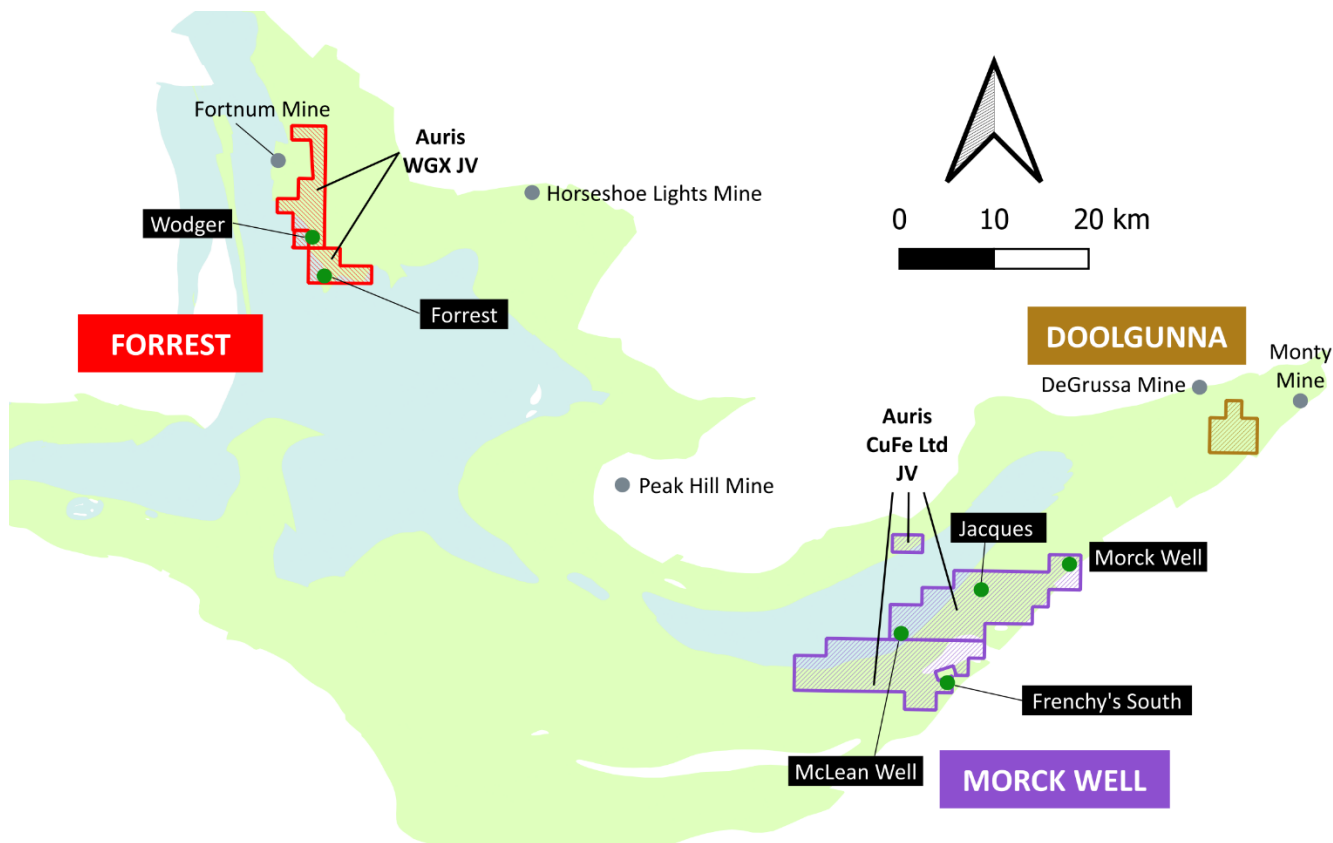 Fortnum Mine
Auris
WGX JV
Horseshoe Lights Mine
Wodger
Forrest
FORREST
0 10 20 km
DOOLGUNNA
Monty
Mine
DeGrussa Mine
Auris
CuFe Ltd
JV
Peak Hill Mine
Jacques
Morck Well
Frenchy's South
McLean Well
MORCK WELL